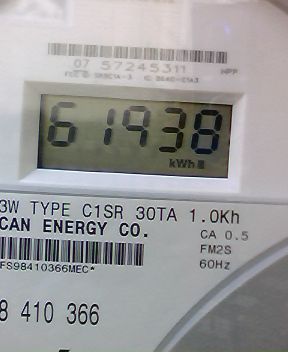 07 57245311
61938
kWh
3W TYPE C1SR 30TA 1.0Kh
CAN ENERGY CO.
CA 0.5
FM2S
60Hz
FS98410366MEC*
8 410 366